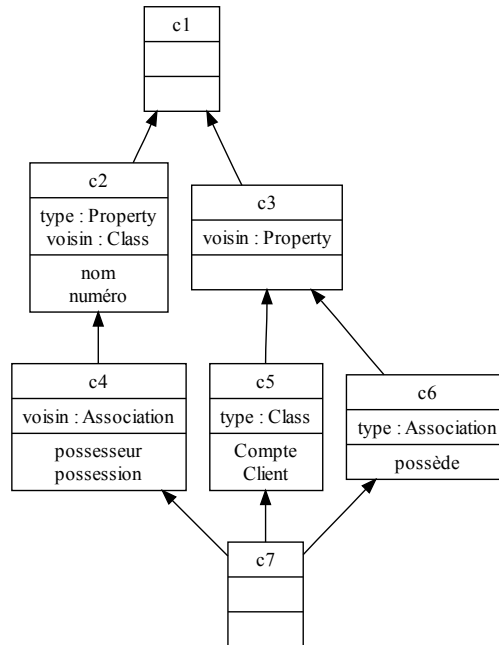 c1
c2
type : Property
voisin : Class
nom
numéro
c3
voisin : Property
c4
voisin : Association
possesseur
possession
c5
type : Class
Compte
Client
c6
type : Association
possède
c7